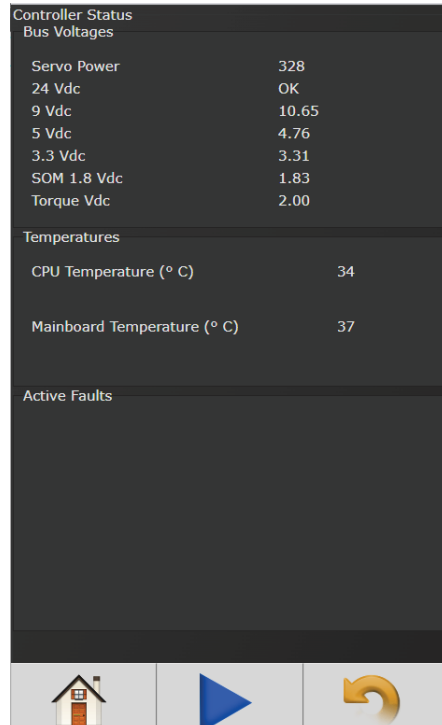 Controller Status
Bus Voltages
Servo Power 328
24 Vdc OK
9 Vdc 10.65
5 Vdc 4.76
3.3 Vdc 3.31
SOM 1.8 Vdc 1.83
Torque Vdc 2.00
Temperatures
CPU Temperature (° C) 34
Mainboard Temperature (° C) 37
Active Faults